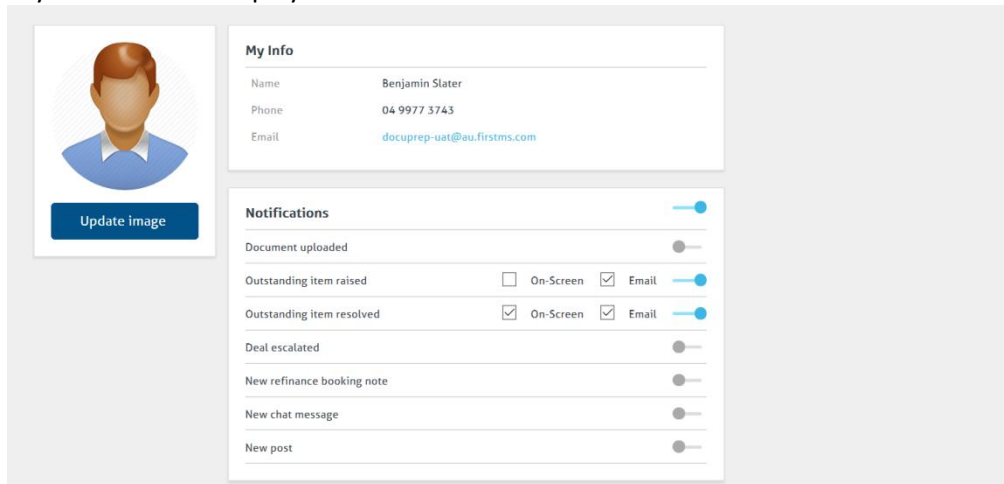 My Info
Name Benjamin Slater
Phone 04 9977 3743
Email docuprep-uat@au.firstms.com
Update image
Notifications
Document uploaded
Outstanding item raised On-Screen Email
Outstanding item resolved On-Screen Email
Deal escalated
New refinance booking note
New chat message
New post